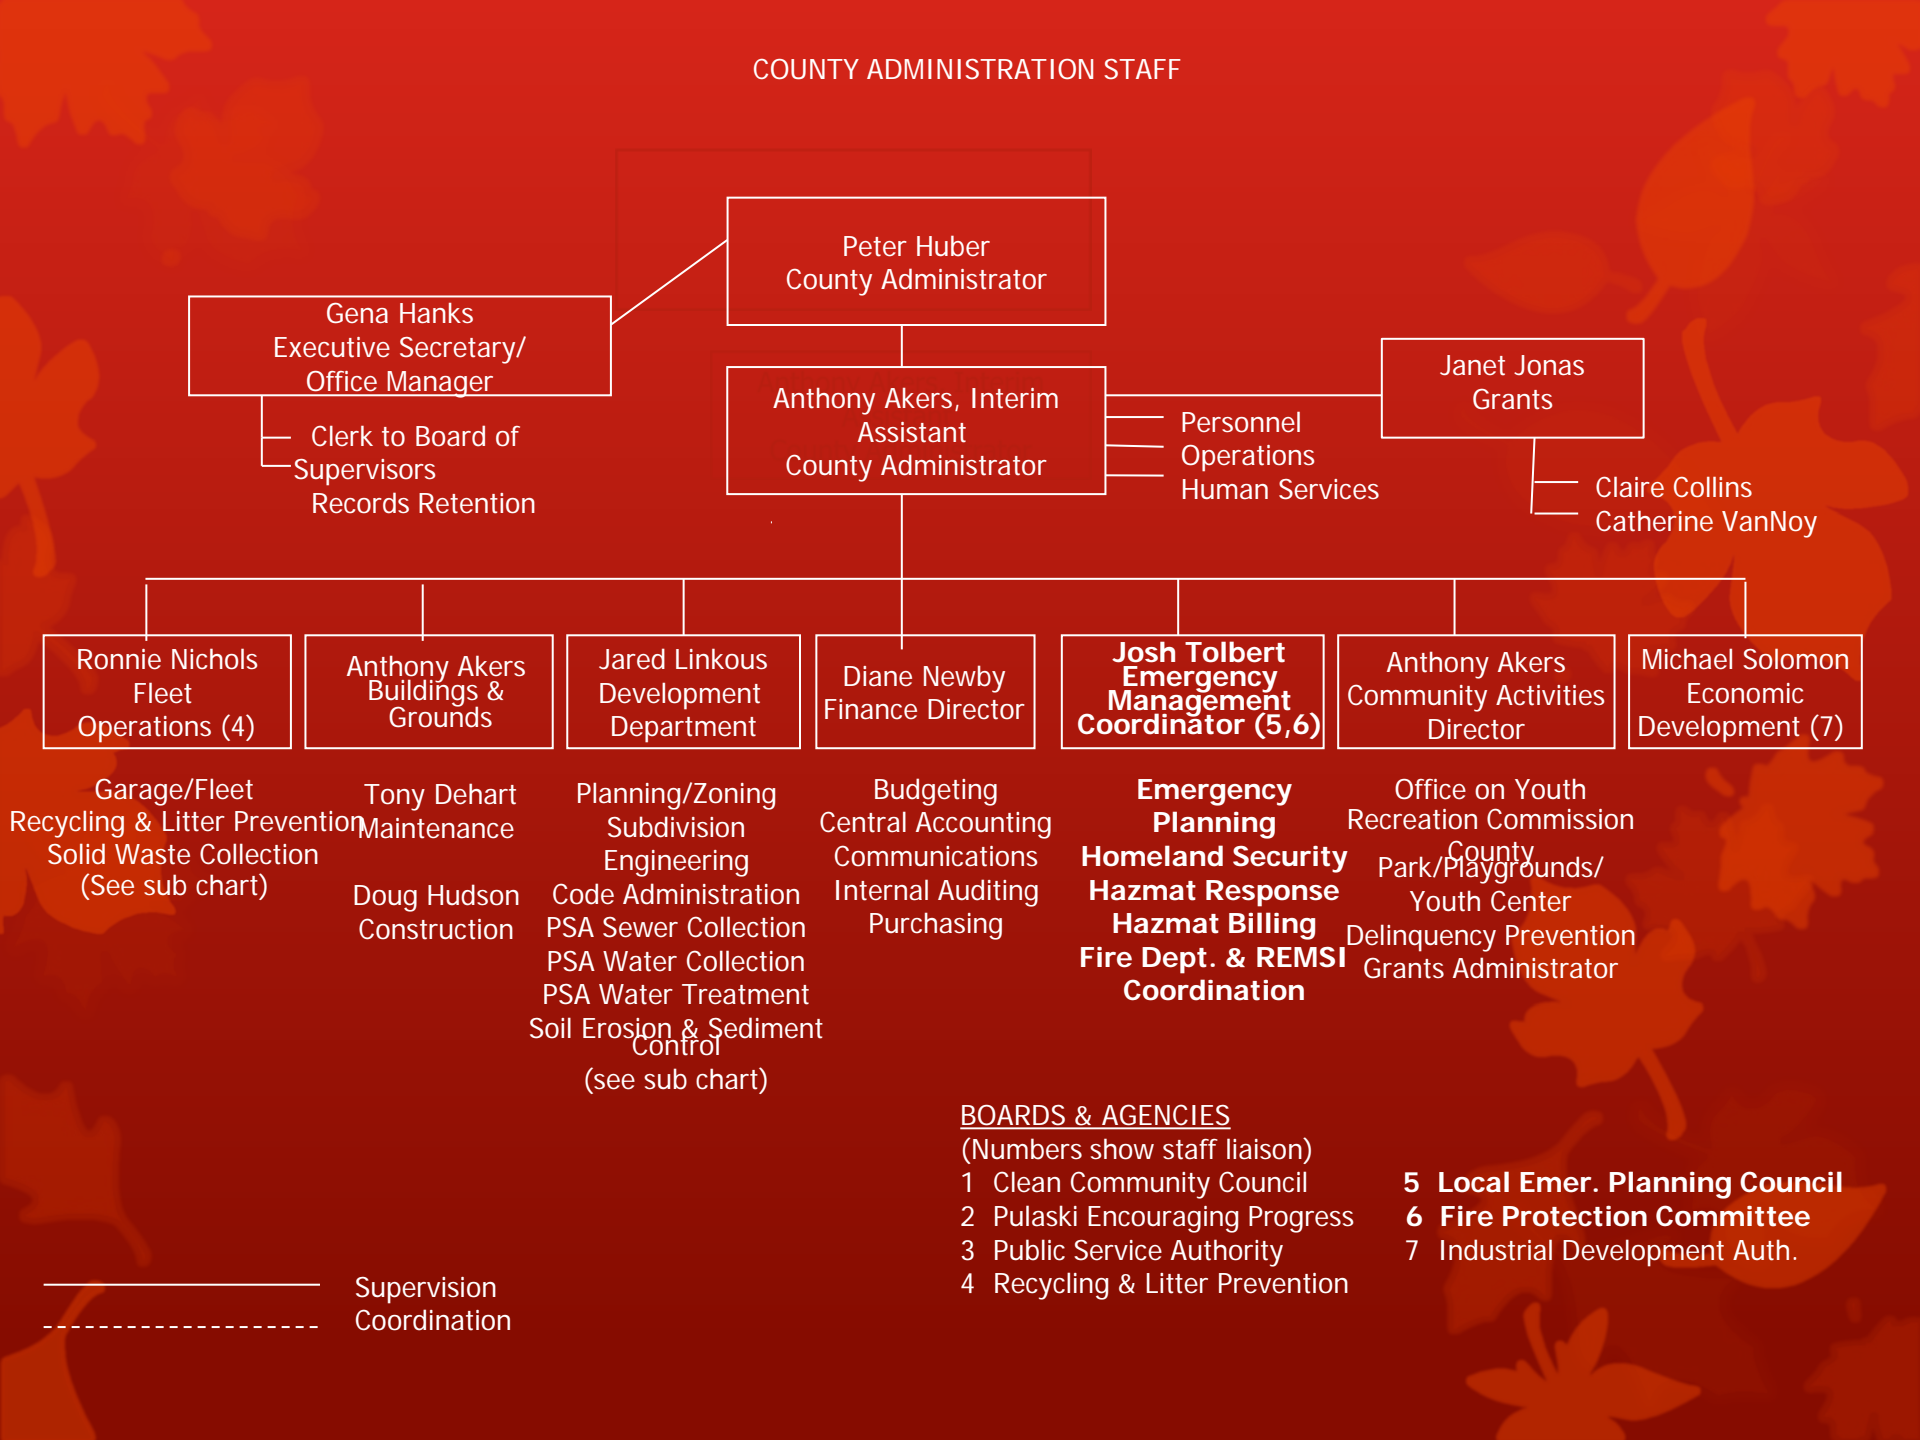 COUNTY ADMINISTRATION STAFF
Peter Huber
County Administrator
Gena Hanks
Executive Secretary/
Office Manager
Clerk to Board of
Supervisors
Records Retention
Anthony Akers, Interim
Assistant
County Administrator
Personnel
Operations
Human Services
Janet Jonas
Grants
Claire Collins
Catherine VanNoy
Ronnie Nichols
Fleet
Operations (4)
Anthony Akers
Buildings &
Grounds
Jared Linkous
Development
Department
Diane Newby
Finance Director
Josh Tolbert
Emergency
Management
Coordinator (5,6)
Anthony Akers
Community Activities
Director
Michael Solomon
Economic
Development (7)
Garage/Fleet
Recycling & Litter Prevention
Solid Waste Collection
(See sub chart)
Tony Dehart
Maintenance
Doug Hudson
Construction
Planning/Zoning
Subdivision
Engineering
Code Administration
PSA Sewer Collection
PSA Water Collection
PSA Water Treatment
Soil Erosion & Sediment
Control
(see sub chart)
Budgeting
Central Accounting
Communications
Internal Auditing
Purchasing
Emergency
Planning
Homeland Security
Hazmat Response
Hazmat Billing
Fire Dept. & REMSI
Coordination
Office on Youth
Recreation Commission
County
Park/Playgrounds/
Youth Center
Delinquency Prevention
Grants Administrator
BOARDS & AGENCIES
(Numbers show staff liaison)
1 Clean Community Council
2 Pulaski Encouraging Progress
3 Public Service Authority
4 Recycling & Litter Prevention
5 Local Emer. Planning Council
6 Fire Protection Committee
7 Industrial Development Auth.
Supervision
Coordination